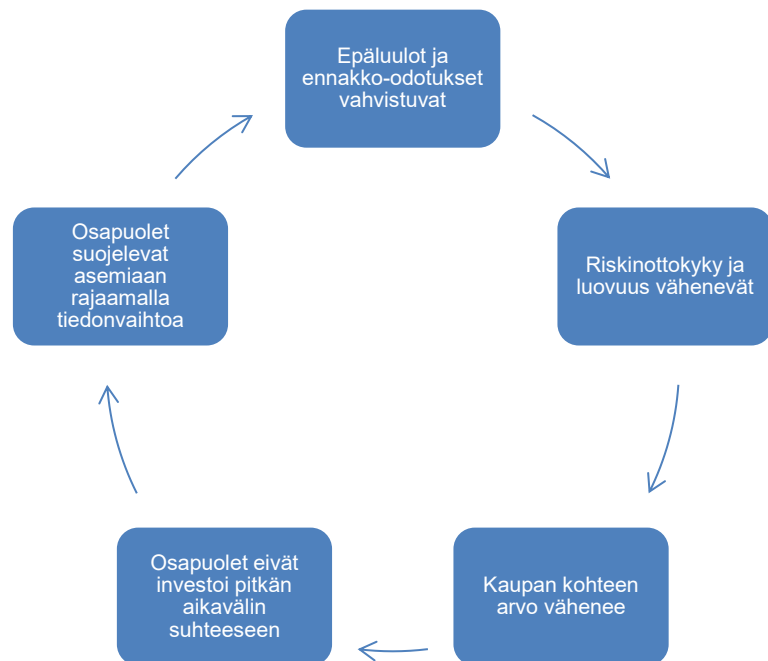 Epäluulot ja
ennakko-odotukset
vahvistuvat
Riskinottokyky ja
luovuus vähenevät
Kaupan kohteen
arvo vähenee
Osapuolet eivät
investoi pitkän
aikavälin
suhteeseen
Osapuolet
suojelevat
asemiaan
rajaamalla
tiedonvaihtoa